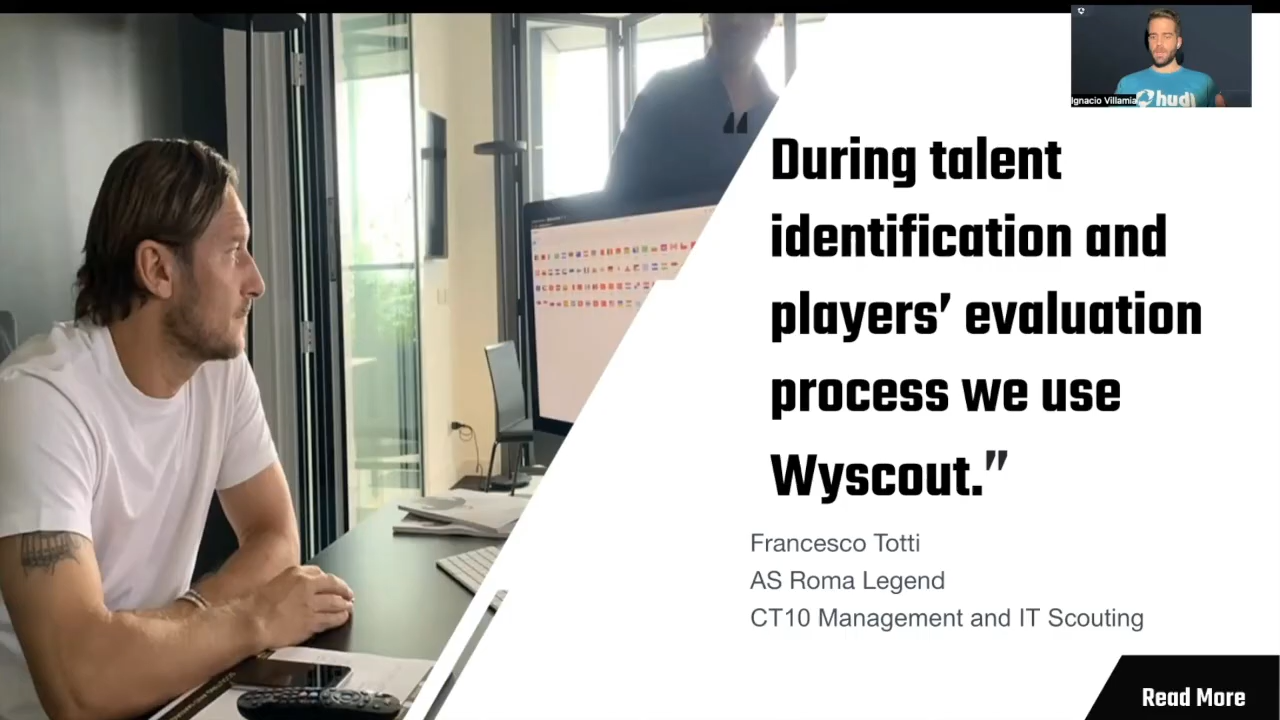 Ignacio Villamia
hudl
“
During talent
identification and
players’ evaluation
process we use
Wyscout.”
Francesco Totti
AS Roma Legend
CT10 Management and IT Scouting
Read More